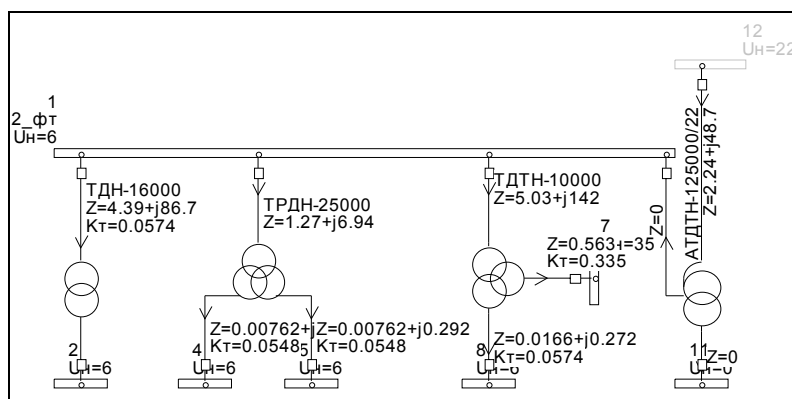 12
Uн=22
1
2_фт
Uн=6
ТДН-16000
Z=4.39+j86.7
Kт=0.0574
ТРДН-25000
Z=1.27+j6.94
ТДТН-10000
Z=5.03+j142
7
Z=0.563
=35
Kт=0.335
Z=0
АТДТН-125000/22
Z=2.24+j48.7
Z=0.00762+j
Kт=0.0548
Z=0.00762+j0.292
Kт=0.0548
Z=0.0166+j0.272
Kт=0.0574
2
Uн=6
4
Uн=6
5
Uн=6
8
11
Z=0